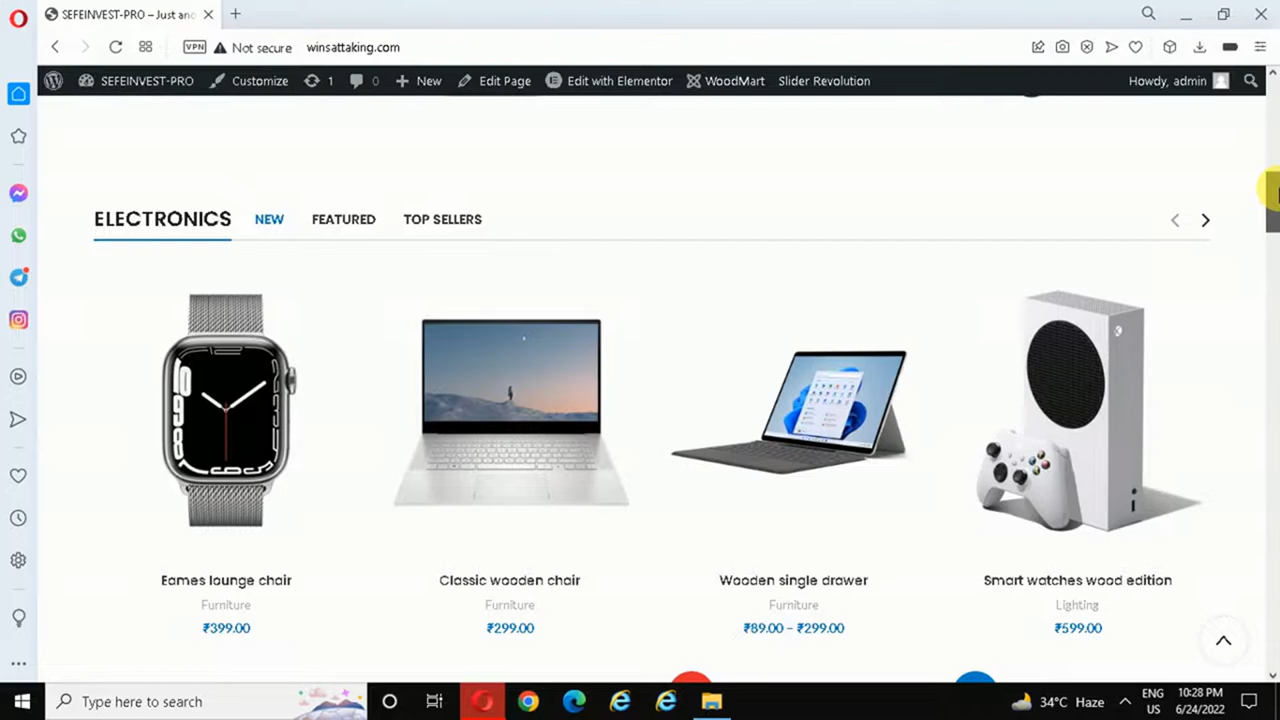 SEFEINVEST-PRO – Just ano
VPN Not secure winsattaking.com
SEFEINVEST-PRO Customize 1 0 New Edit Page Edit with Elementor WoodMart Slider Revolution Howdy, admin
ELECTRONICS NEW FEATURED TOP SELLERS
Eames lounge chair
Furniture
₹399.00
Classic wooden chair
Furniture
₹299.00
Wooden single drawer
Furniture
₹89.00 – ₹299.00
Smart watches wood edition
Lighting
₹599.00
Type here to search
34°C Haze
ENG
US
10:28 PM
6/24/2022